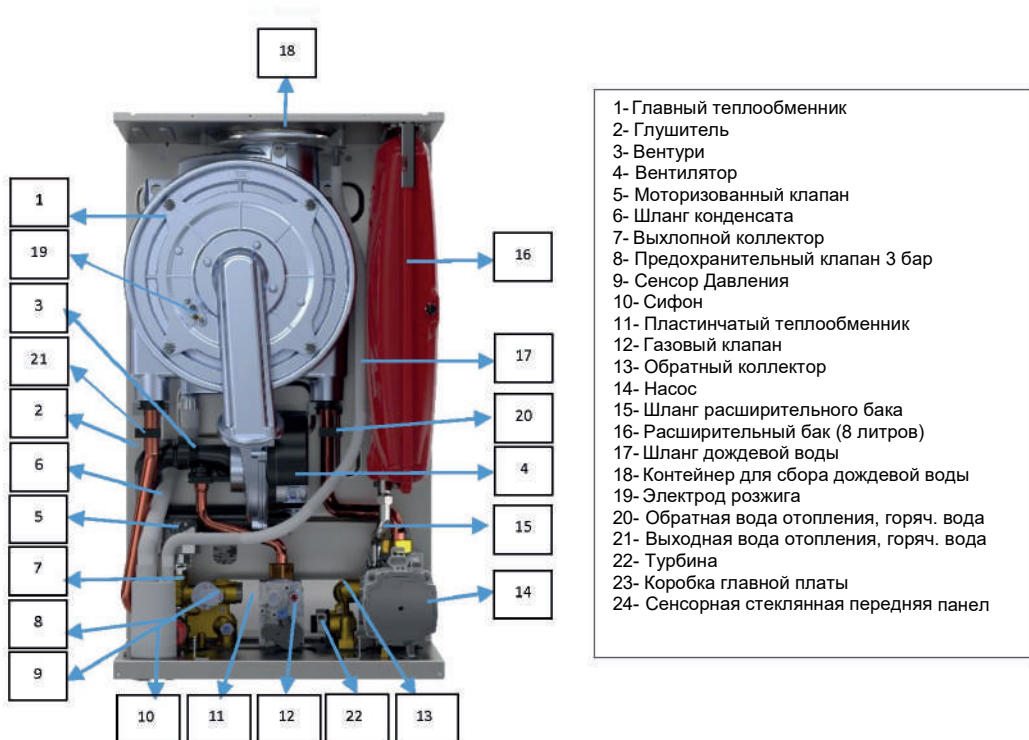 18
1
19
3
21
2
6
5
7
8
9
10
11
12
22
13
16
17
20
4
15
14
1- Главный теплообменник
2- Глушитель
3- Вентури
4- Вентилятор
5- Моторизованный клапан
6- Шланг конденсата
7- Выхлопной коллектор
8- Предохранительный клапан 3 бар
9- Сенсор Давления
10- Сифон
11- Пластинчатый теплообменник
12- Газовый клапан
13- Обратный коллектор
14- Насос
15- Шланг расширительного бака
16- Расширительный бак (8 литров)
17- Шланг дождевой воды
18- Контейнер для сбора дождевой воды
19- Электрод розжига
20- Обратная вода отопления, горяч. вода
21- Выходная вода отопления, горяч. вода
22- Турбина
23- Коробка главной платы
24- Сенсорная стеклянная передняя панел